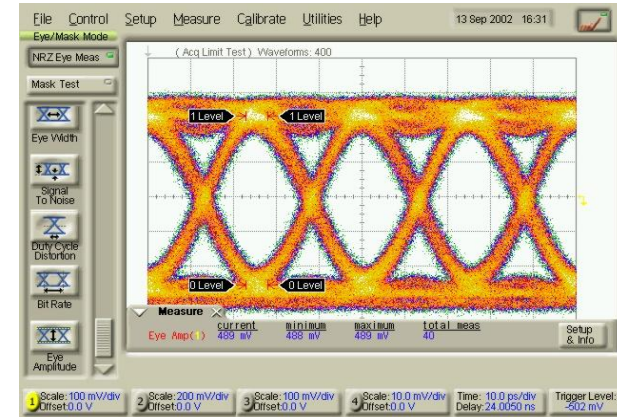 File Control Setup Measure Calibrate Utilities Help 13 Sep 2002 16:31
Eye/Mask Mode
NRZ Eye Meas
( Acq Limit Test ) Waveforms: 400
Mask Test
1 Level 1 Level
Eye Width
Signal
To Noise
Duty Cycle
Distortion
0 Level 0 Level
Bit Rate
Measure
current minimum maximum total meas
Eye Amp(1) 489 mV 488 mV 489 mV 40
Setup
& Info
Eye
Amplitude
1 Scale: 100 mV/div
Offset:0.0 V
2 Scale: 200 mV/div
Offset:0.0 V
3 Scale: 100 mV/div
Offset:0.0 V
4 Scale: 10.0 mV/div
Offset:0.0 V
Time: 10.0 ps/div
Delay: 24.0050 ns
Trigger Level:
-502 mV